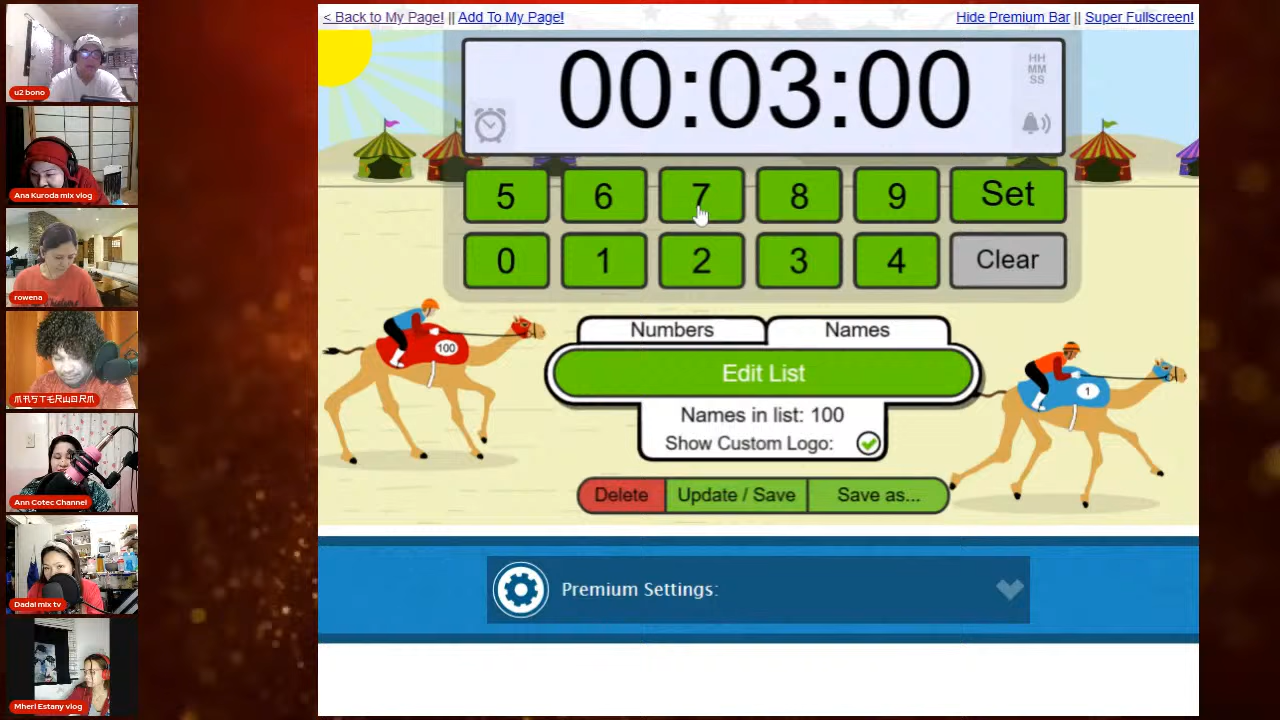 < Back to My Page! || Add To My Page!
Hide Premium Bar || Super Fullscreen!
00:03:00
HH
MM
SS
5 6 7 8 9 Set
0 1 2 3 4 Clear
Numbers Names
Edit List
Names in list: 100
Show Custom Logo:
100
1
Delete Update / Save Save as...
Premium Settings:
u2 bono
Ana Kuroda mix vlog
rowena
Ann Cotec Channel
Dadai mix tv
Mheri Estany vlog